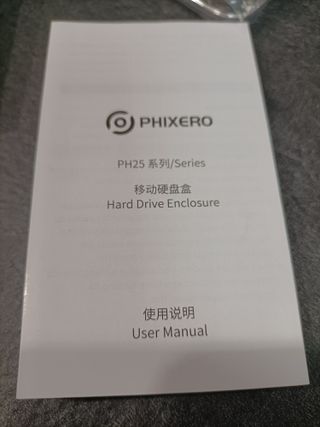 PHIXERO
PH25 系列/Series
移动硬盘盒
Hard Drive Enclosure
使用说明
User Manual